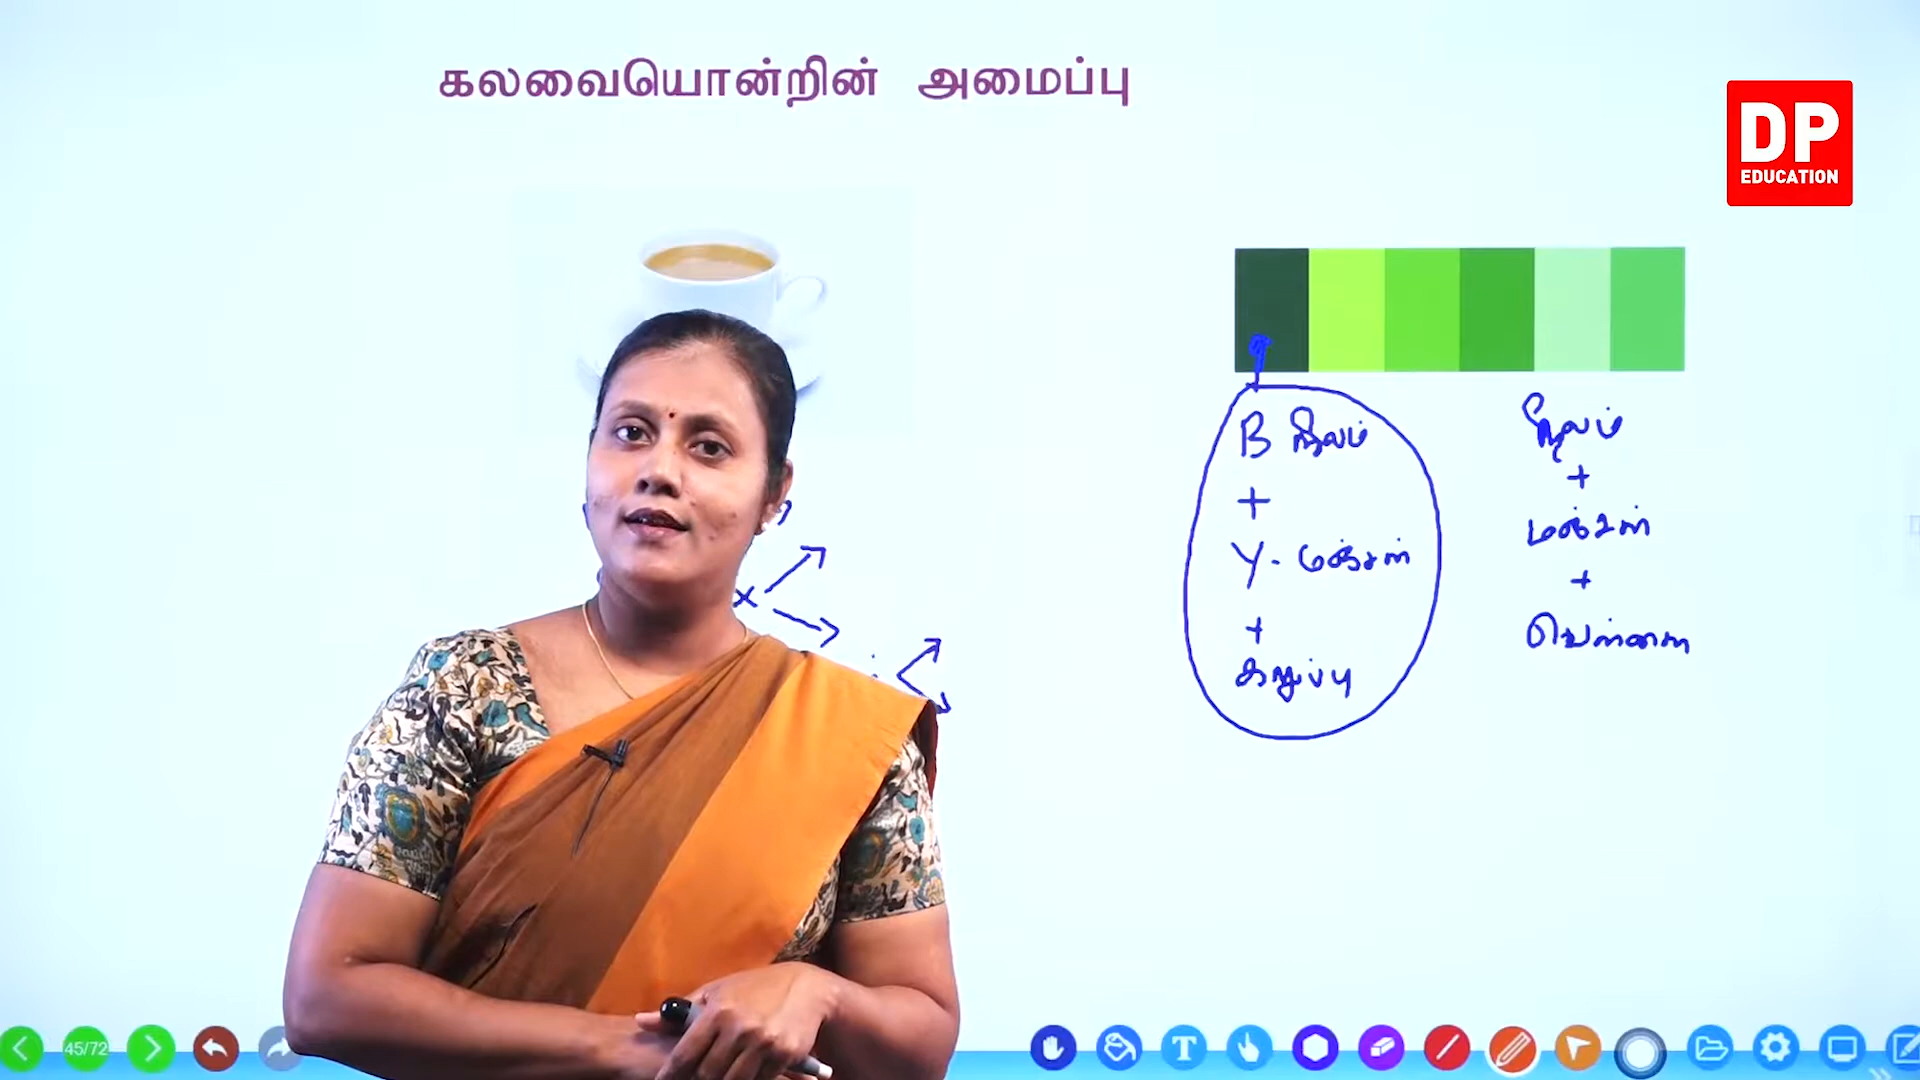 கலவையொன்றின் அமைப்பு
DP
EDUCATION
B நீலம்
+
Y - மஞ்சள்
+
கறுப்பு
நீலம்
+
மஞ்சள்
+
வெள்ளை
45/72
T